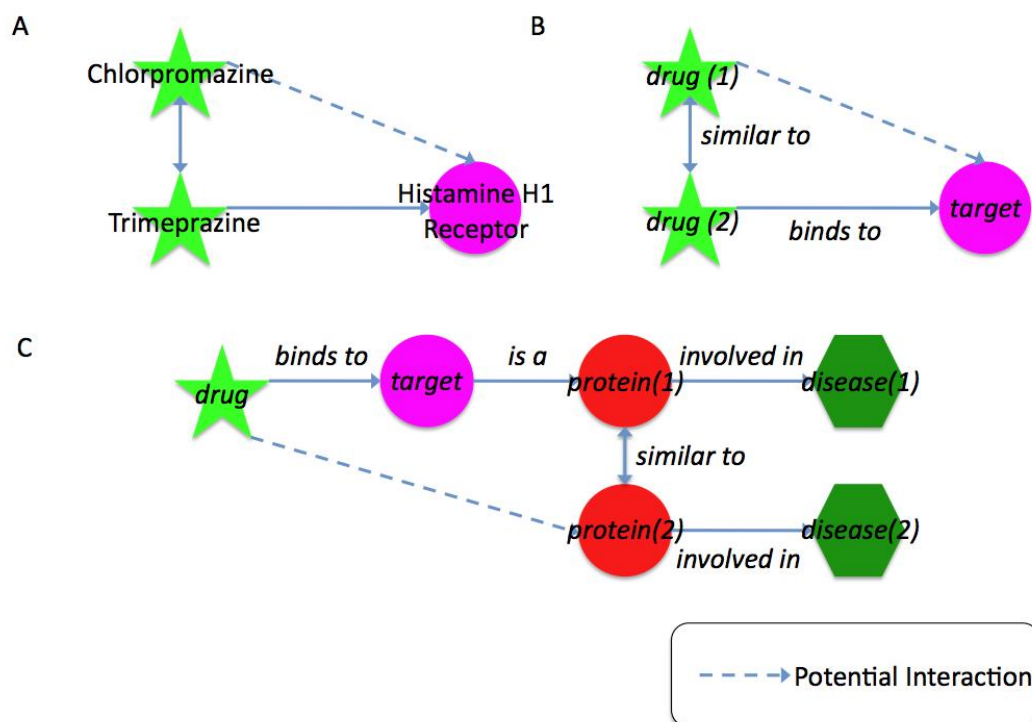 A
Chlorpromazine
Trimeprazine
Histamine H1
Receptor
B
drug (1)
similar to
drug (2)
binds to
target
C
drug
binds to
target
is a
protein(1)
involved in
disease(1)
similar to
protein(2)
involved in
disease(2)
Potential Interaction